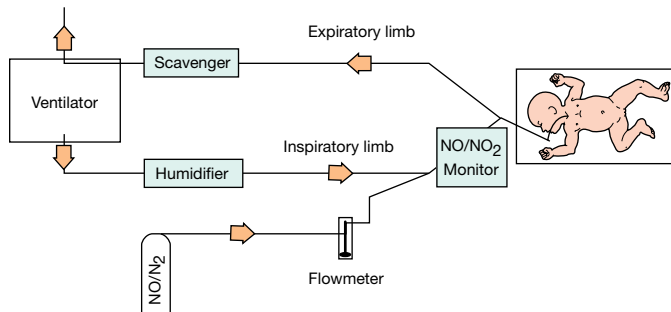 Expiratory limb
Scavenger
Ventilator
Inspiratory limb
NO/NO₂
Monitor
Humidifier
NO/N₂
Flowmeter